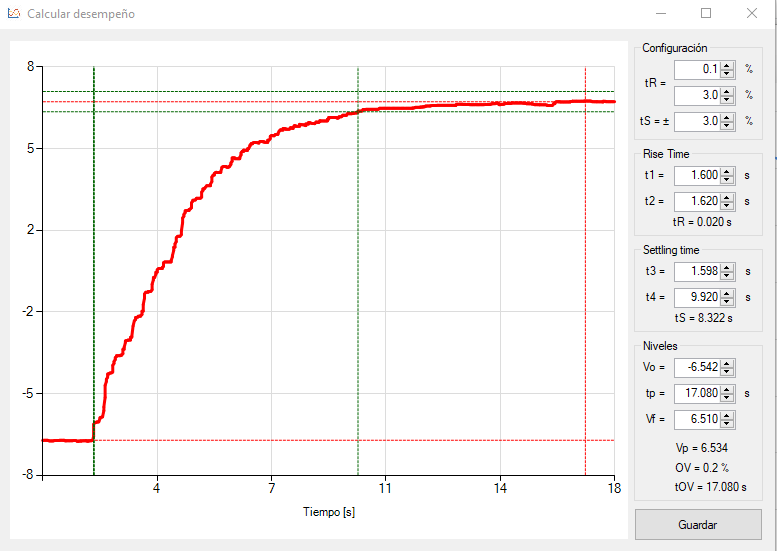 Calcular desempeño
8
5
2
-2
-5
-8
4
7
11
14
18
Tiempo [s]
Configuración
tR =
0.1 %
3.0 %
tS = ± 3.0 %
Rise Time
t1 = 1.600 s
t2 = 1.620 s
tR = 0.020 s
Settling time
t3 = 1.598 s
t4 = 9.920 s
tS = 8.322 s
Niveles
Vo = -6.542
tp = 17.080 s
Vf = 6.510
Vp = 6.534
OV = 0.2 %
tOV = 17.080 s
Guardar